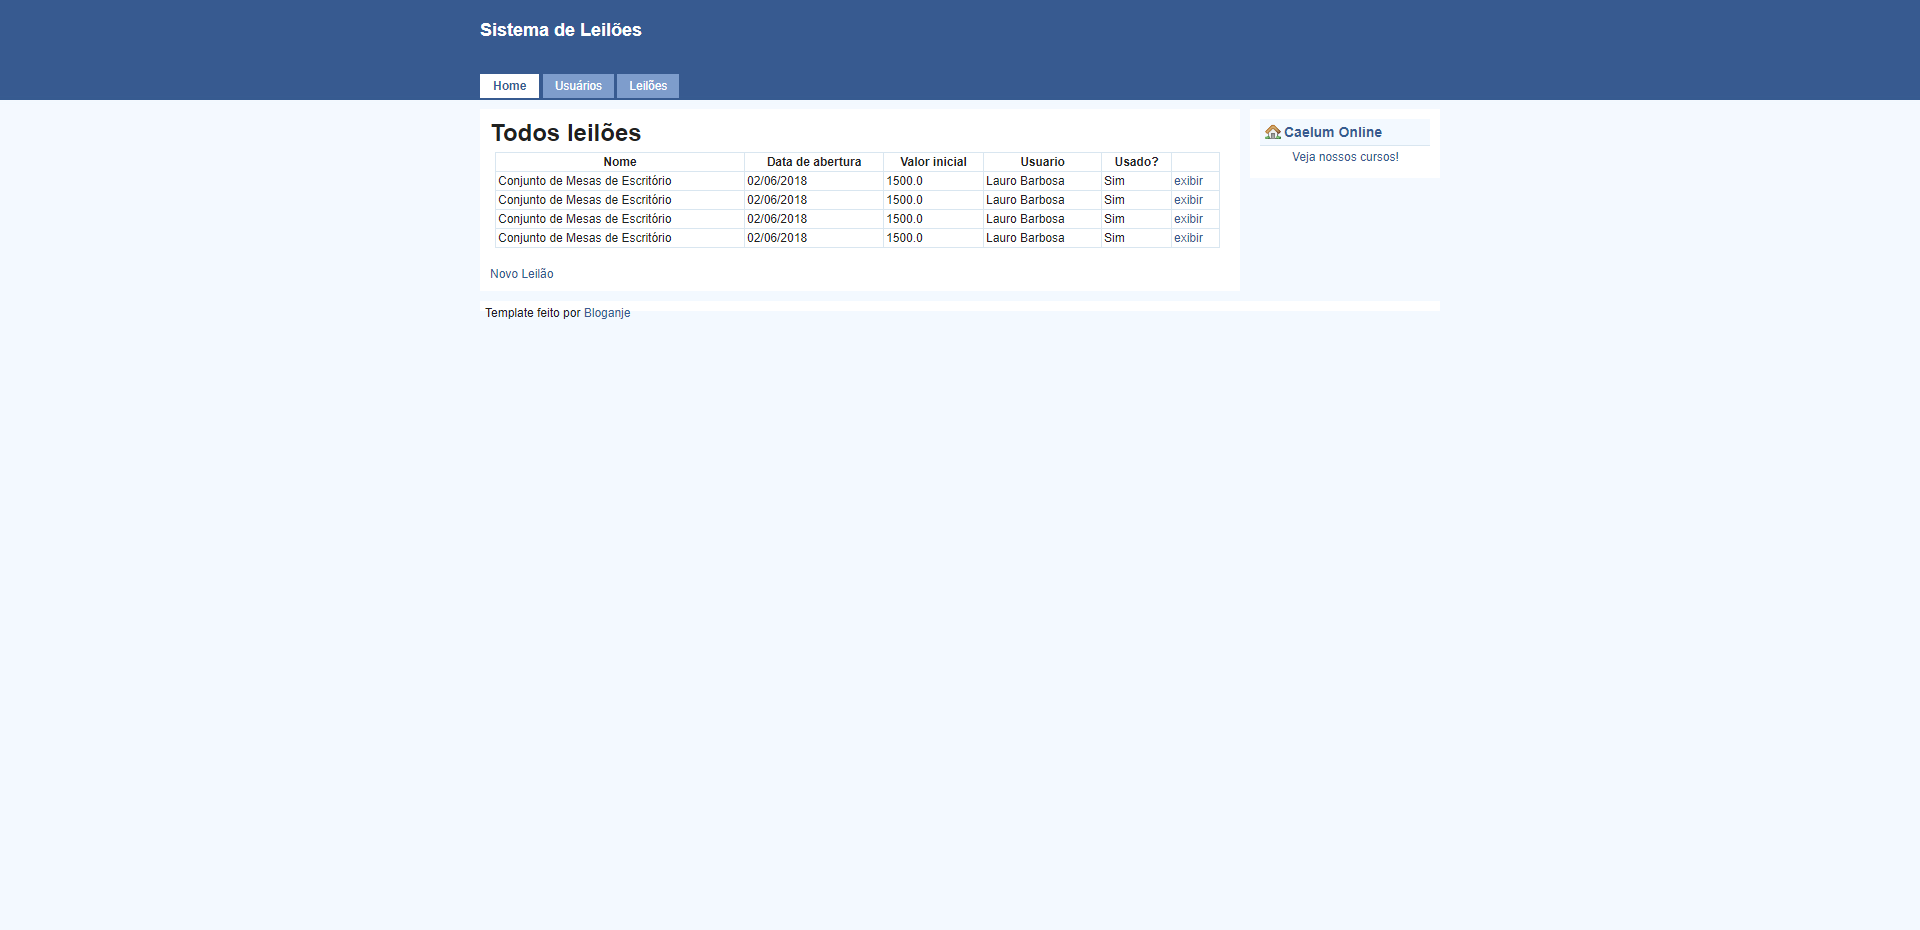 Sistema de Leilões
Home Usuários Leilões
Todos leilões
Nome Data de abertura Valor inicial Usuario Usado?
Conjunto de Mesas de Escritório 02/06/2018 1500.0 Lauro Barbosa Sim exibir
Conjunto de Mesas de Escritório 02/06/2018 1500.0 Lauro Barbosa Sim exibir
Conjunto de Mesas de Escritório 02/06/2018 1500.0 Lauro Barbosa Sim exibir
Conjunto de Mesas de Escritório 02/06/2018 1500.0 Lauro Barbosa Sim exibir
Novo Leilão
Caelum Online
Veja nossos cursos!
Template feito por Bloganje